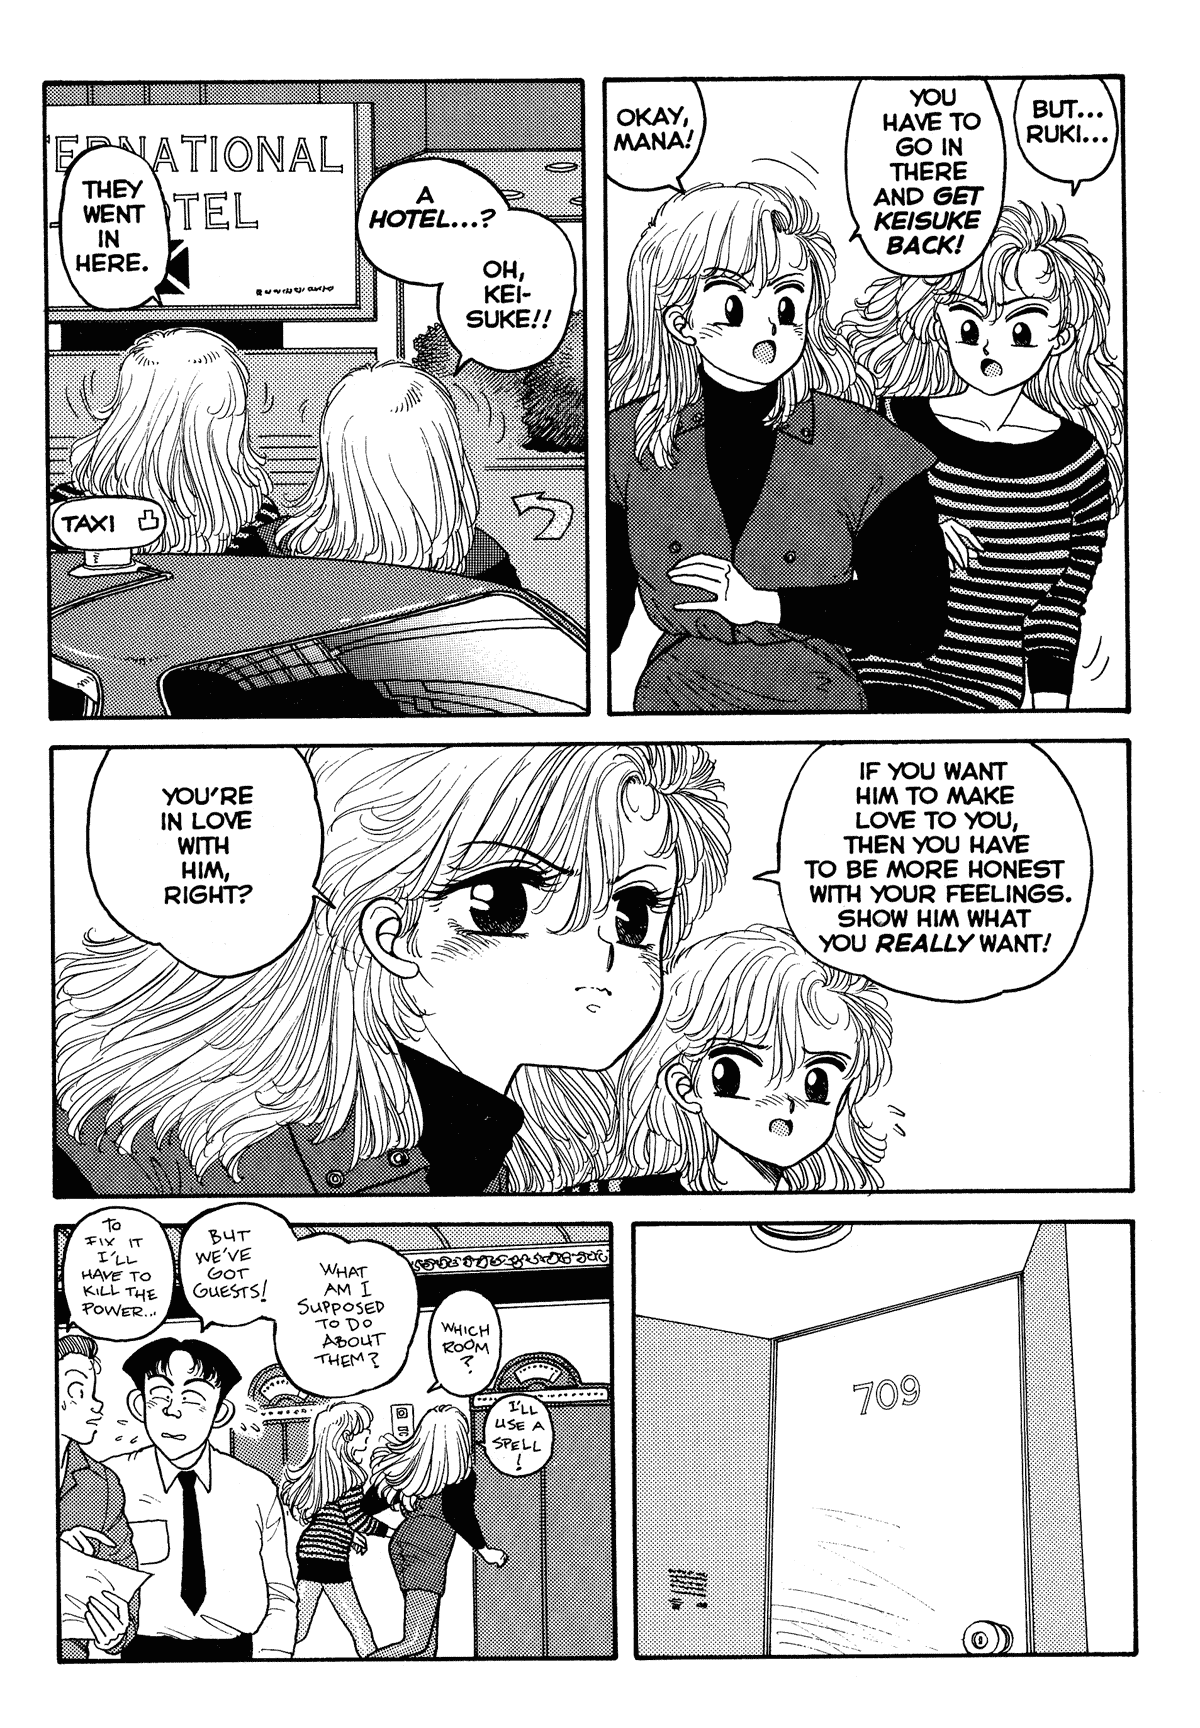 TERNATIONAL
TEL
THEY
WENT
IN
HERE.
A
HOTEL...?
OH,
KEI-
SUKE!!
TAXI
OKAY,
MANA!
YOU
HAVE TO
GO IN
THERE
AND GET
KEISUKE
BACK!
BUT...
RUKI...
YOU'RE
IN LOVE
WITH
HIM,
RIGHT?
IF YOU WANT
HIM TO MAKE
LOVE TO YOU,
THEN YOU HAVE
TO BE MORE HONEST
WITH YOUR FEELINGS.
SHOW HIM WHAT
YOU REALLY WANT!
TO
FIX IT
I'LL
HAVE TO
KILL THE
POWER...
BUT
WE'VE
GOT
GUESTS!
WHAT
AM I
SUPPOSED
TO DO
ABOUT
THEM?
WHICH
ROOM
?
I'LL
USE A
SPELL
!
709